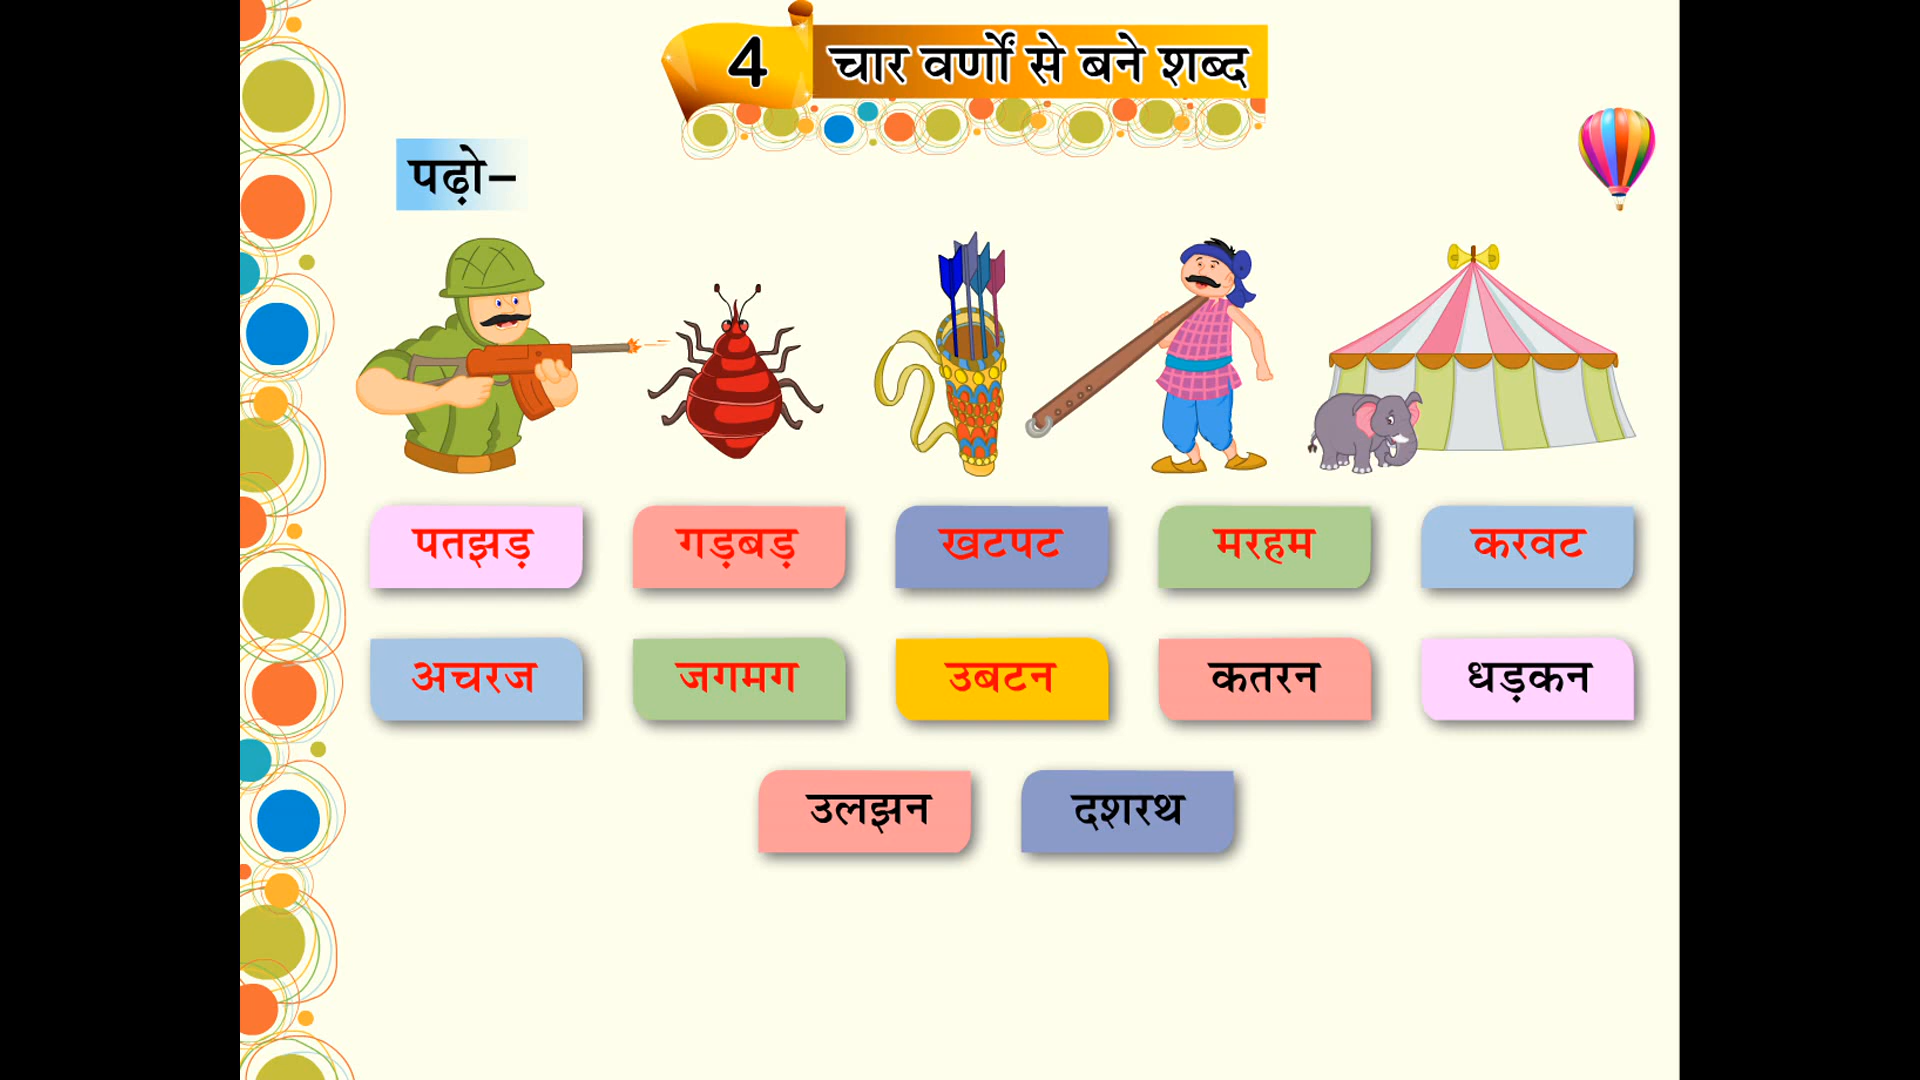 4 चार वर्णों से बने शब्द
पढ़ो–
पतझड़ गड़बड़ खटपट मरहम करवट
अचरज जगमग उबटन कतरन धड़कन
उलझन दशरथ